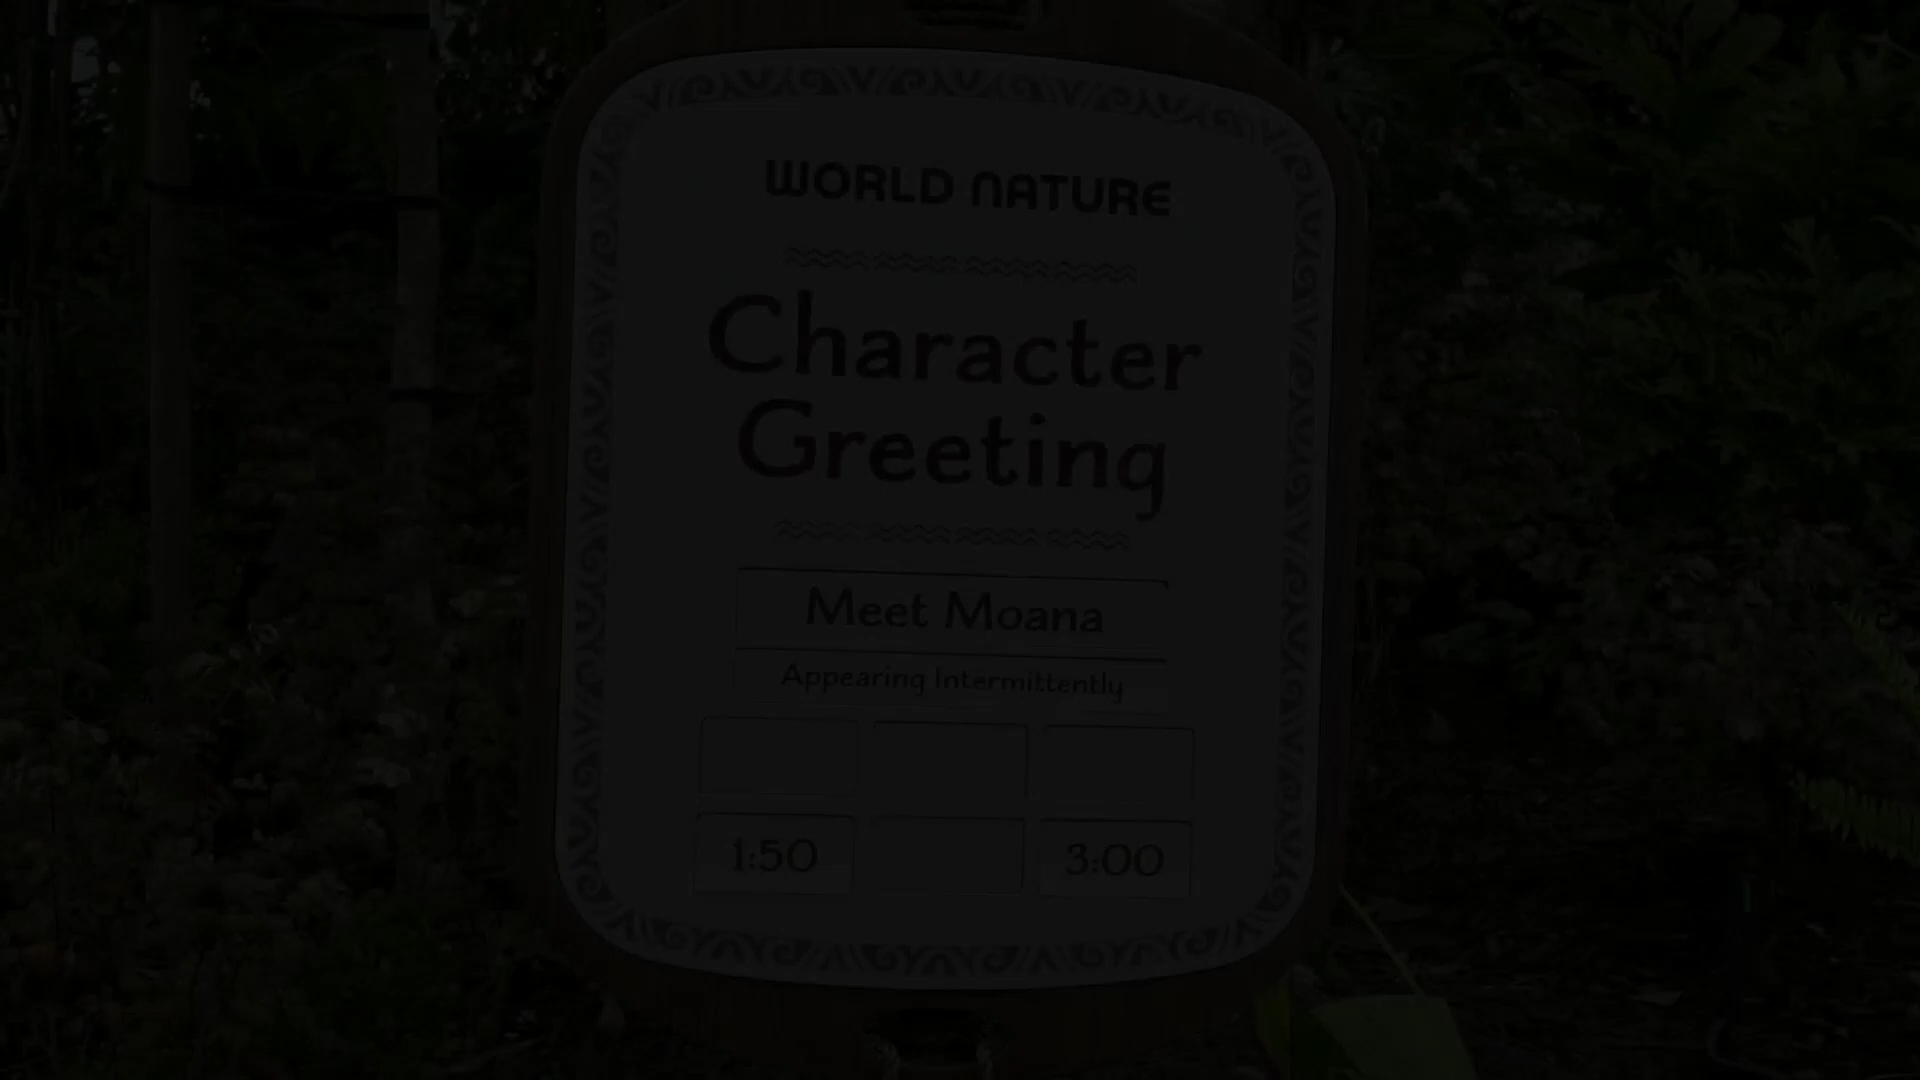 WORLD NATURE
Character
Greeting
Meet Moana
Appearing Intermittently
1:50 3:00